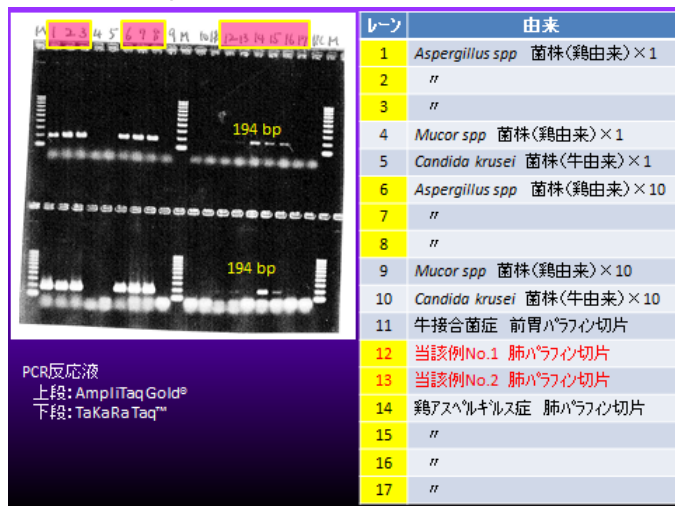 M 1 2 3 4 5 6 7 8 9 M 10 11 12 13 14 15 16 17 NC M
194 bp
194 bp
PCR反応液
上段: AmpliTaq Gold®
下段: TaKaRa Taq™
レーン 由来
1 Aspergillus spp 菌株(鶏由来)×1
2 〃
3 〃
4 Mucor spp 菌株(鶏由来)×1
5 Candida krusei 菌株(牛由来)×1
6 Aspergillus spp 菌株(鶏由来)×10
7 〃
8 〃
9 Mucor spp 菌株(鶏由来)×10
10 Candida krusei 菌株(牛由来)×10
11 牛接合菌症 前胃パラフィン切片
12 当該例No.1 肺パラフィン切片
13 当該例No.2 肺パラフィン切片
14 鶏アスペルギルス症 肺パラフィン切片
15 〃
16 〃
17 〃